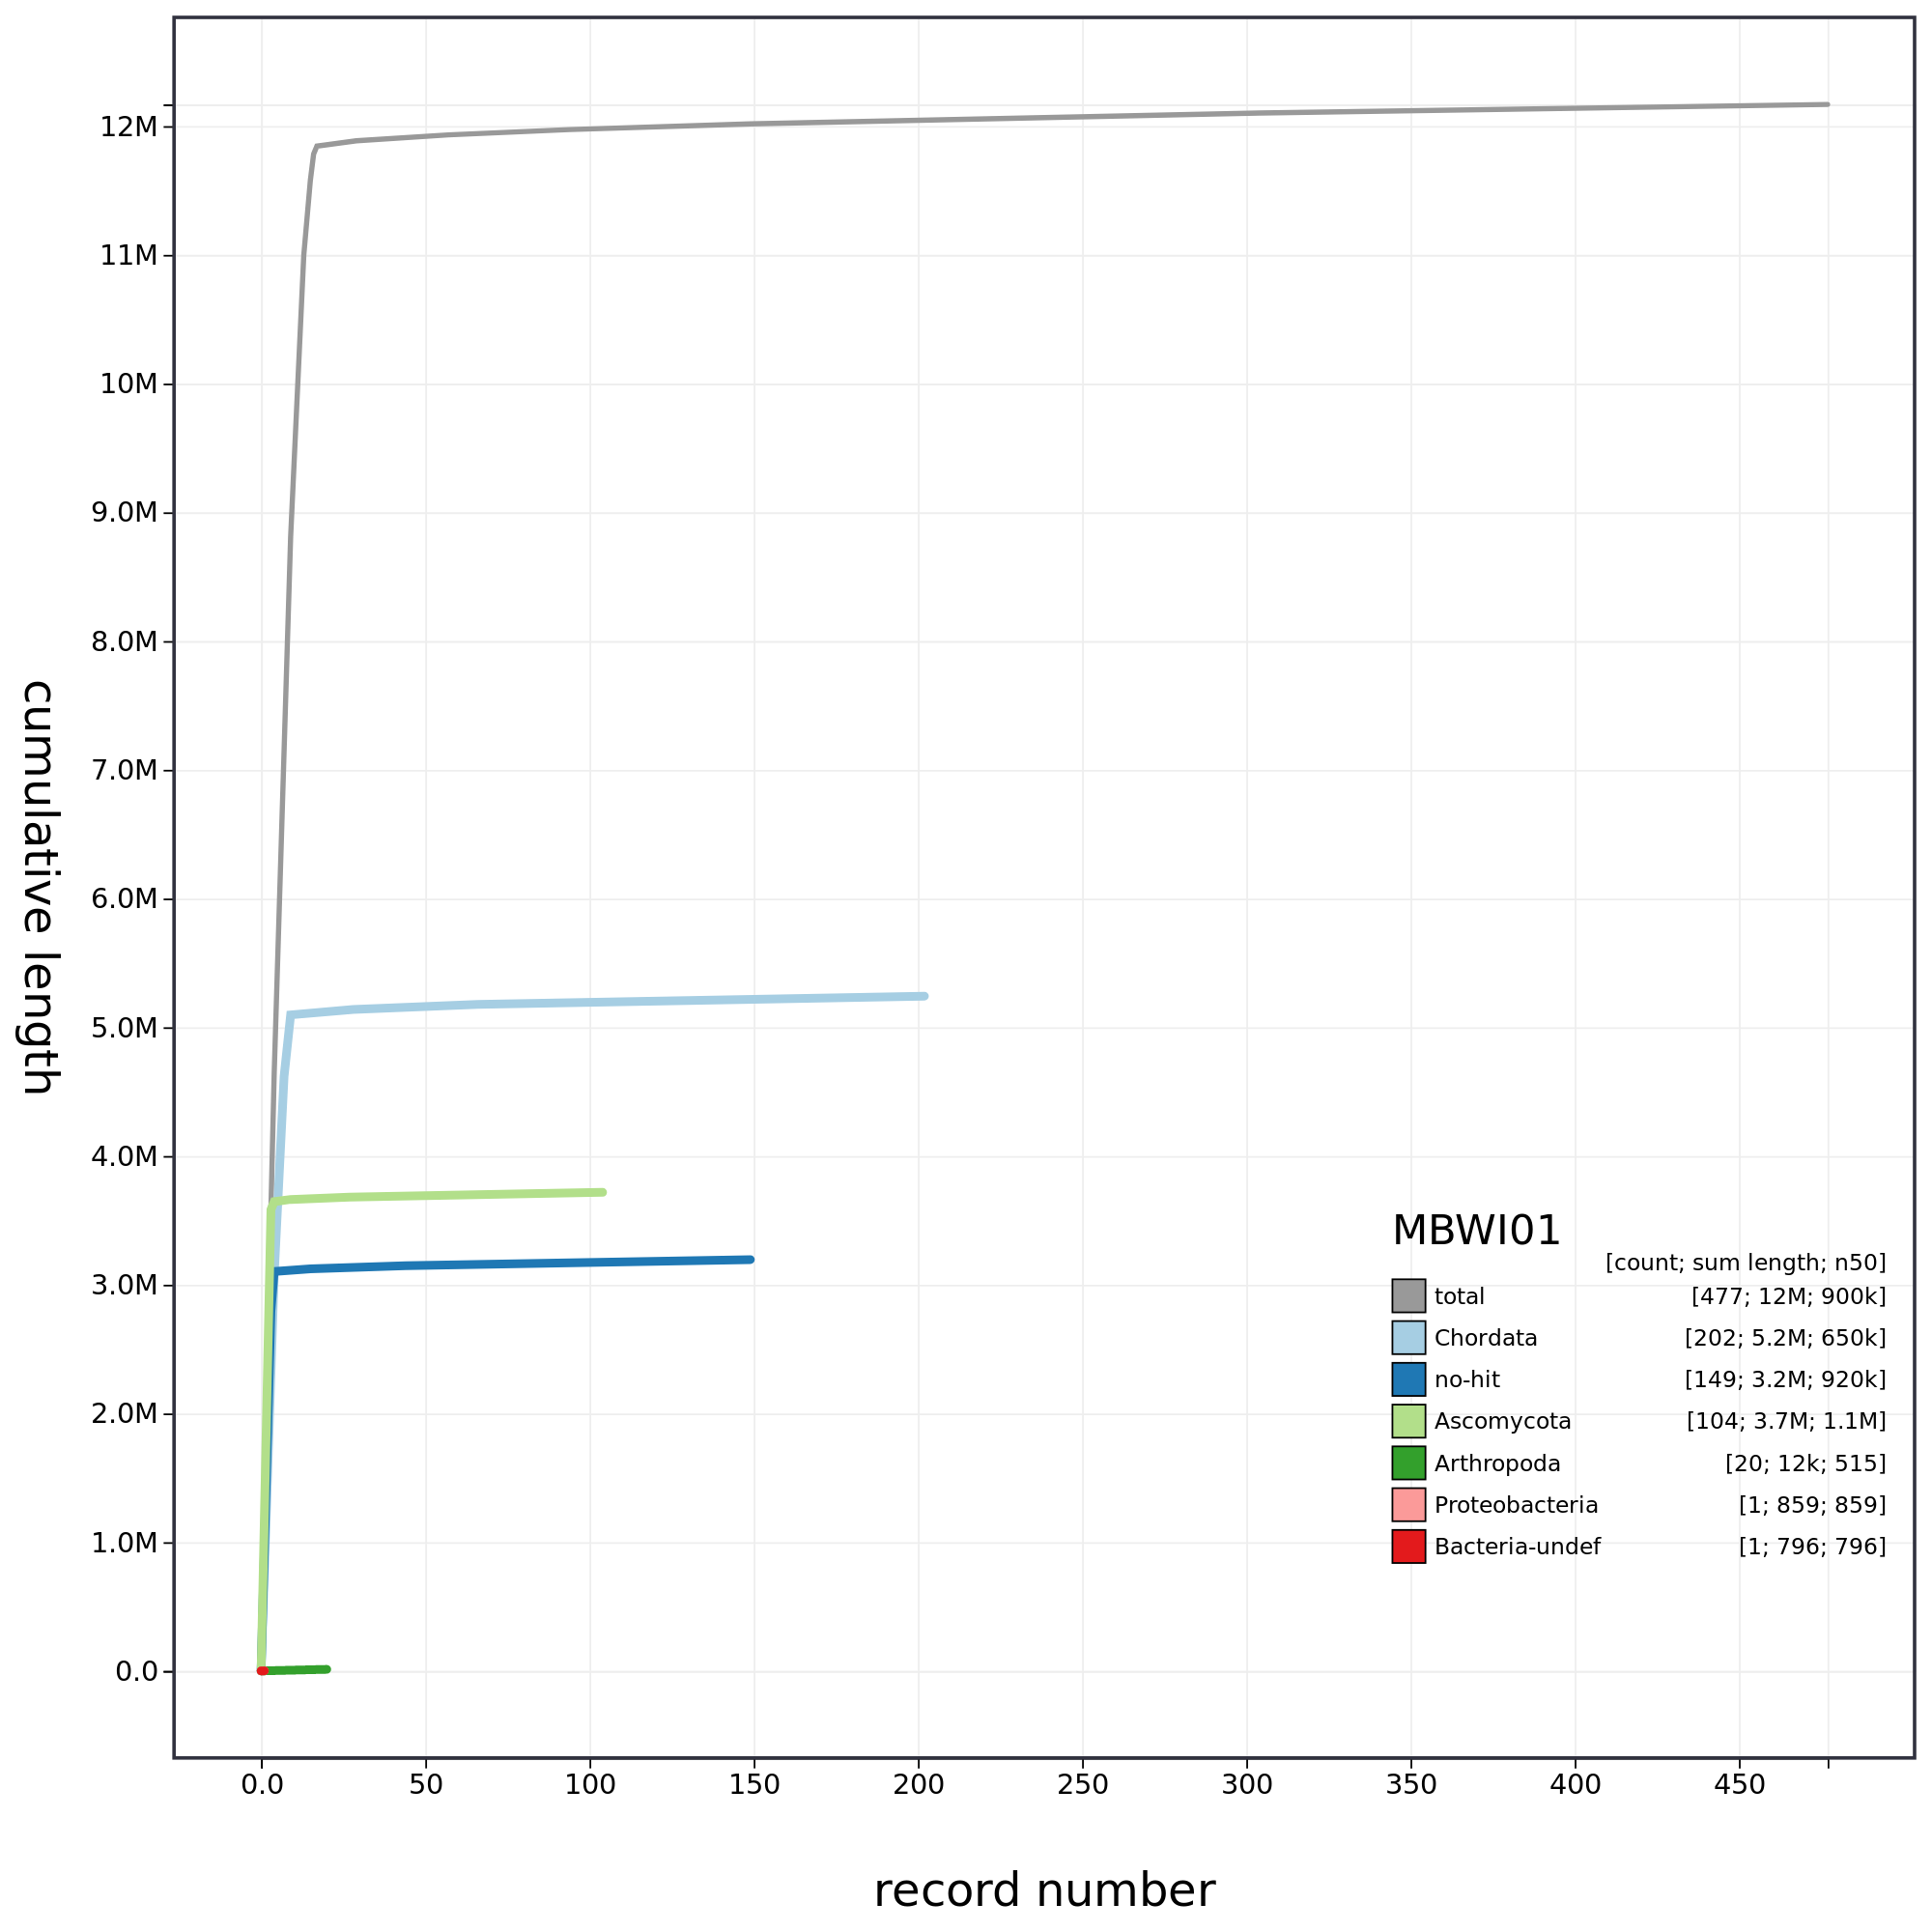 12M
11M
10M
9.0M
8.0M
7.0M
6.0M
5.0M
4.0M
3.0M
2.0M
1.0M
0.0
cumulative length
MBWI01
[count; sum length; n50]
total [477; 12M; 900k]
Chordata [202; 5.2M; 650k]
no-hit [149; 3.2M; 920k]
Ascomycota [104; 3.7M; 1.1M]
Arthropoda [20; 12k; 515]
Proteobacteria [1; 859; 859]
Bacteria-undef [1; 796; 796]
0.0 50 100 150 200 250 300 350 400 450
record number